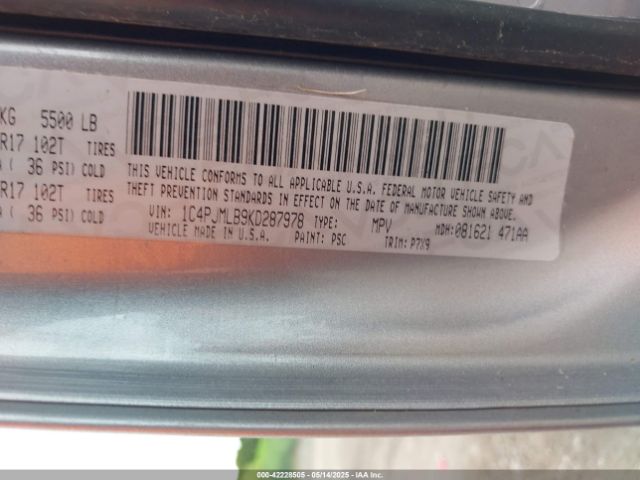 KG 5500 LB
R17 102T TIRES
( 36 PSI) COLD
R17 102T TIRES
( 36 PSI) COLD
THIS VEHICLE CONFORMS TO ALL APPLICABLE U.S.A. FEDERAL MOTOR VEHICLE SAFETY AND
THEFT PREVENTION STANDARDS IN EFFECT ON THE DATE OF MANUFACTURE SHOWN ABOVE.
VIN: 1C4PJMLB9KD287978 TYPE: MPV MDH: 081621 471AA
VEHICLE MADE IN U.S.A. PAINT: PSC TRIM: P7X9
000-42228505 - 05/14/2025 - IAAI.COM